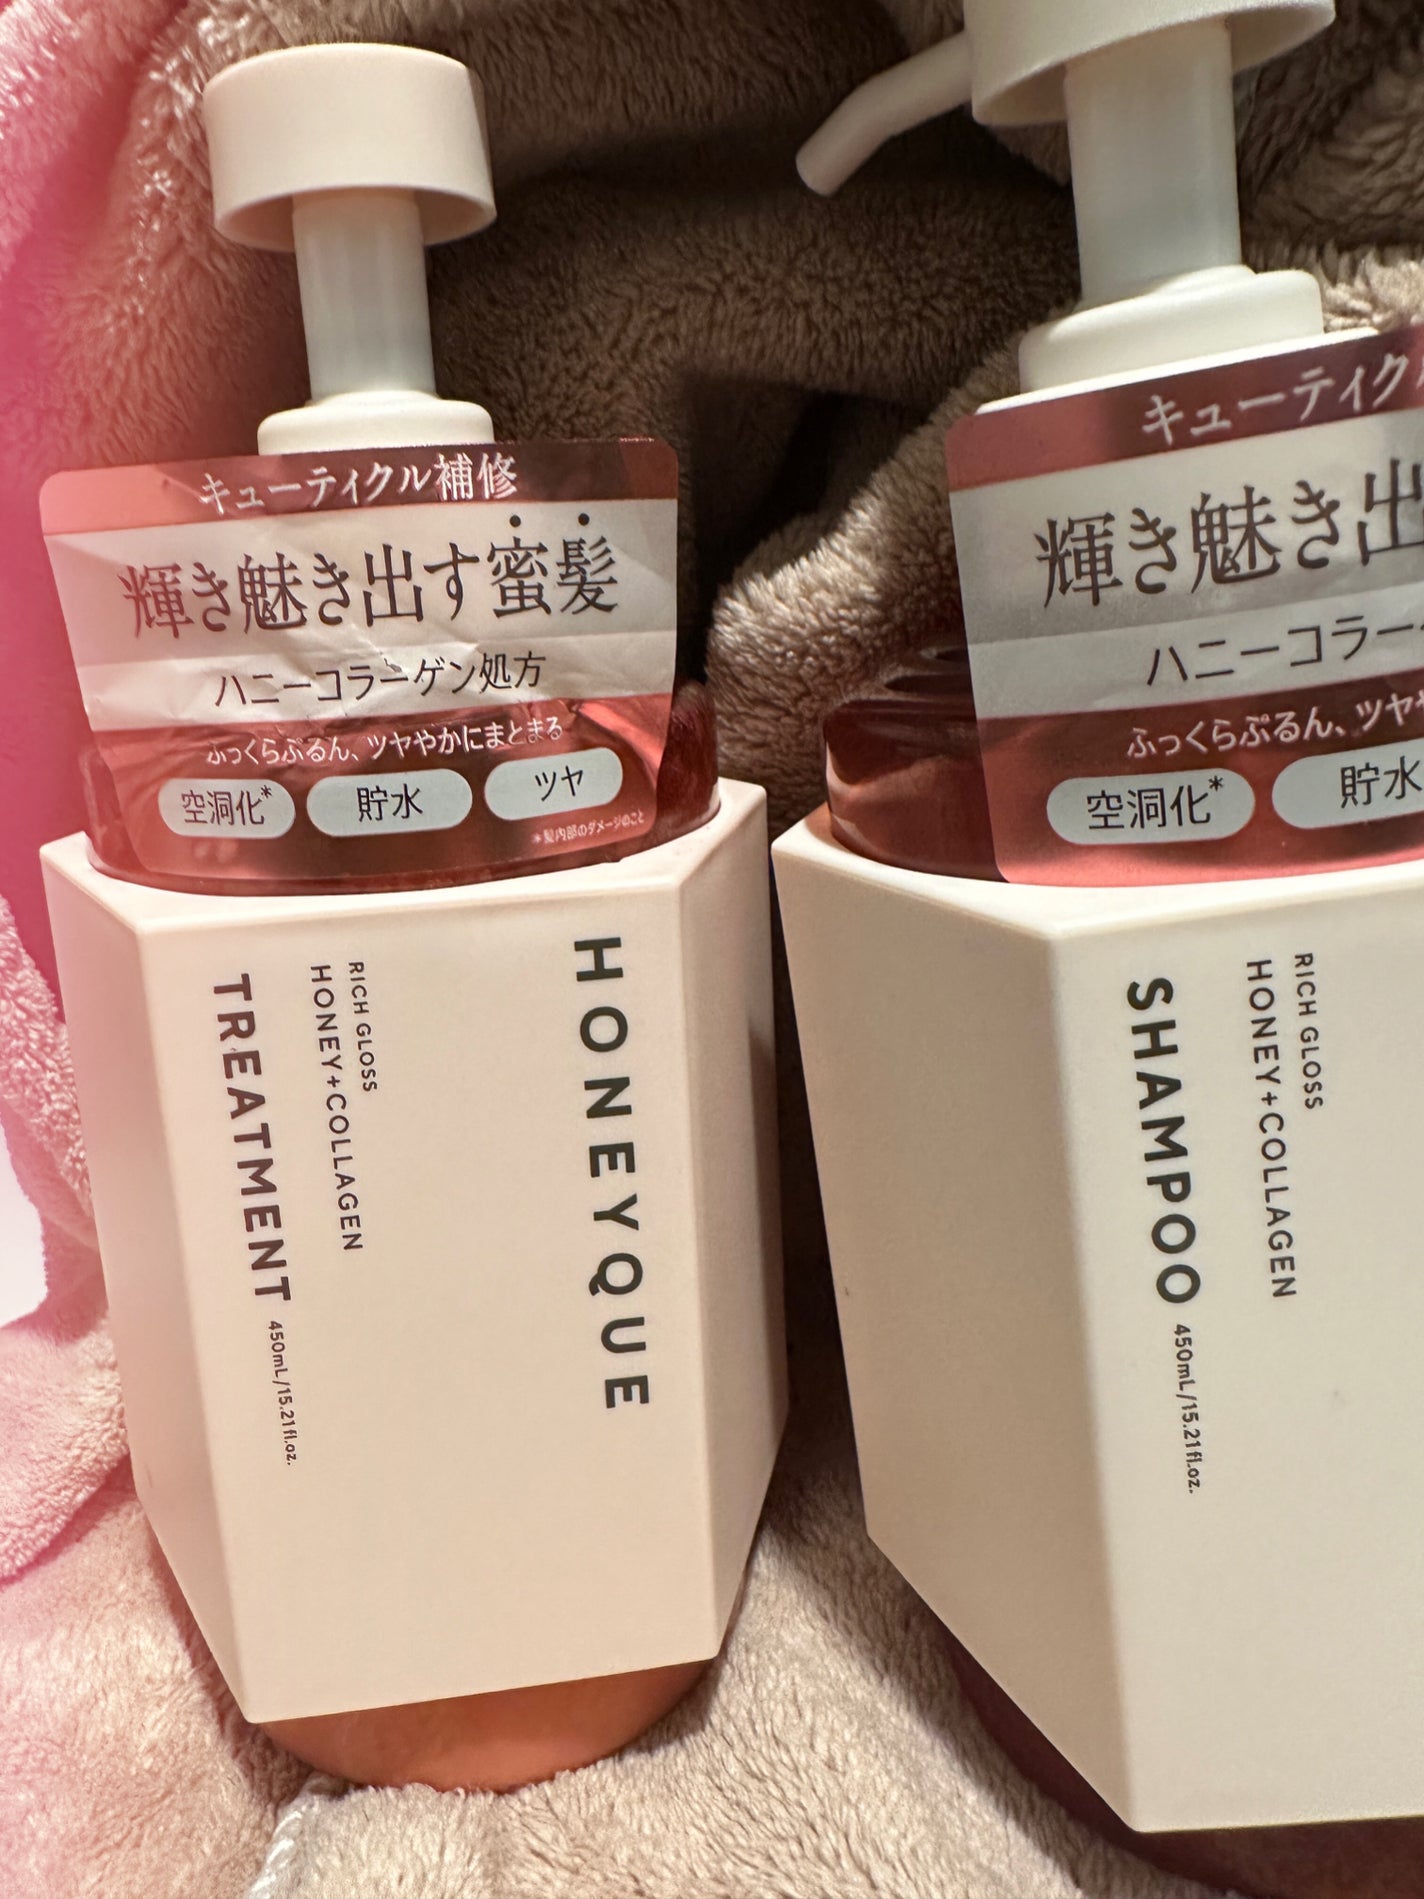 キューティクル補修
輝き魅き出す蜜髪
ハニーコラーゲン処方
ふっくらぷるん、ツヤやかにまとまる
空洞化* 貯水 ツヤ
*髪内部のダメージのこと
HONEYQUE
RICH GLOSS
HONEY+COLLAGEN
TREATMENT 450mL/15.21fl.oz.
キューティク
輝き魅き出
ハニーコラー
ふっくらぷるん、ツヤ
空洞化* 貯水
RICH GLOSS
HONEY+COLLAGEN
SHAMPOO 450mL/15.21fl.oz.